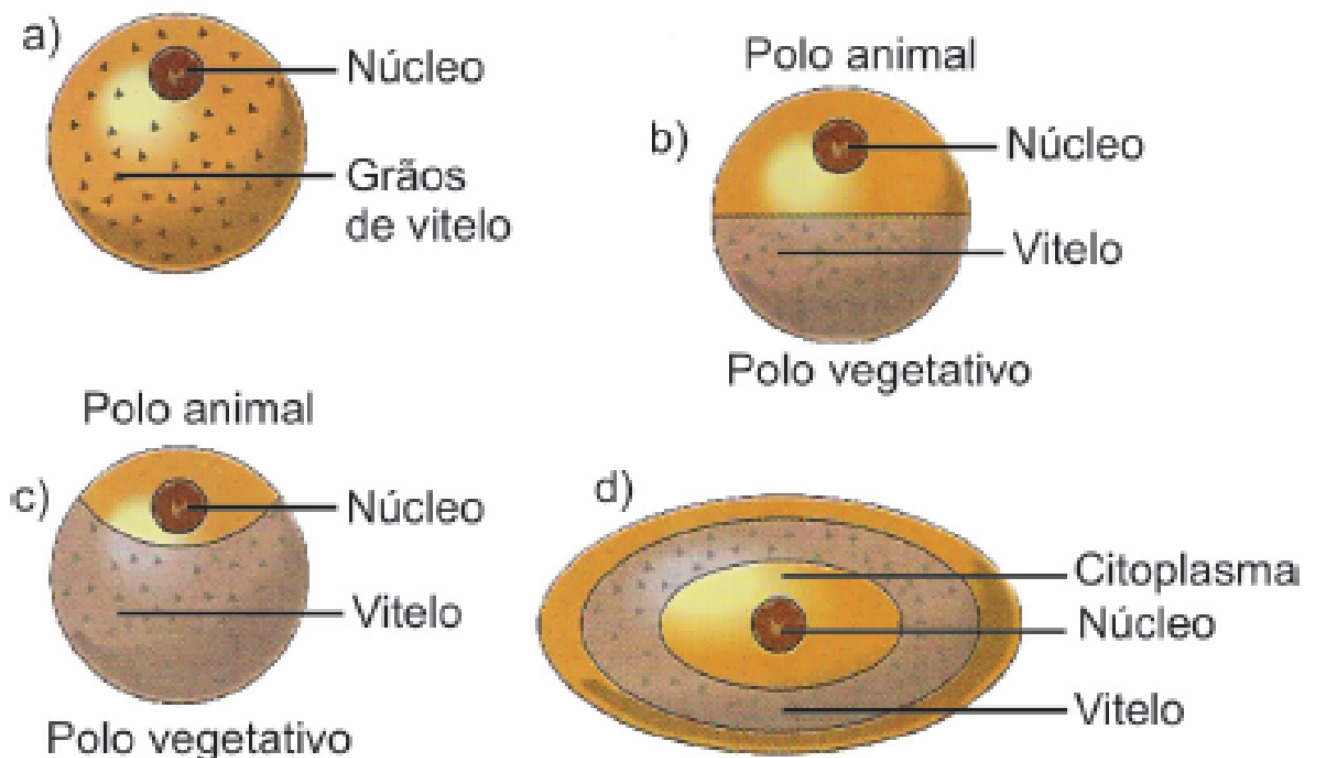 a)
Núcleo
Grãos
de vitelo
Polo animal
b)
Núcleo
Vitelo
Polo vegetativo
Polo animal
c)
Núcleo
Vitelo
Polo vegetativo
d)
Citoplasma
Núcleo
Vitelo